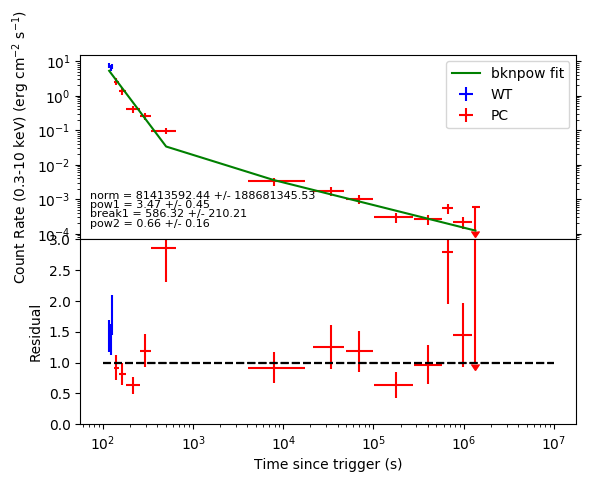 Count Rate (0.3-10 keV) (erg cm⁻² s⁻¹)
10¹
10⁰
10⁻¹
10⁻²
10⁻³
10⁻⁴
bknpow fit
WT
PC
norm = 81413592.44 +/- 188681345.53
pow1 = 3.47 +/- 0.45
break1 = 586.32 +/- 210.21
pow2 = 0.66 +/- 0.16
Residual
3.0
2.5
2.0
1.5
1.0
0.5
0.0
10² 10³ 10⁴ 10⁵ 10⁶ 10⁷
Time since trigger (s)